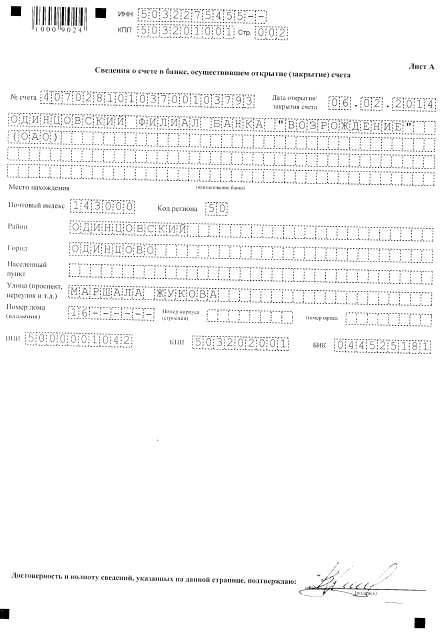 ИНН 5032275455--
1000 9024
КПП 503201001 Стр. 002
Лист А
Сведения о счете в банке, осуществившем открытие (закрытие) счета
№ счета 40702810103700103793 Дата открытия/закрытия счета 06.02.2014
ОДИНЦОВСКИЙ ФИЛИАЛ БАНКА "ВОЗРОЖДЕНИЕ"
(ОАО)
Место нахождения (наименование банка)
Почтовый индекс 143000 Код региона 50
Район ОДИНЦОВСКИЙ
Город ОДИНЦОВО
Населенный пункт
Улица (проспект, переулок и т.д.) МАРШАЛА ЖУКОВА
Номер дома (владения) 16------ Номер корпуса (строения) Номер офиса
ИНН 5000001042 КПП 503202001 БИК 044525181
Достоверность и полноту сведений, указанных на данной странице, подтверждаю:
(подпись)